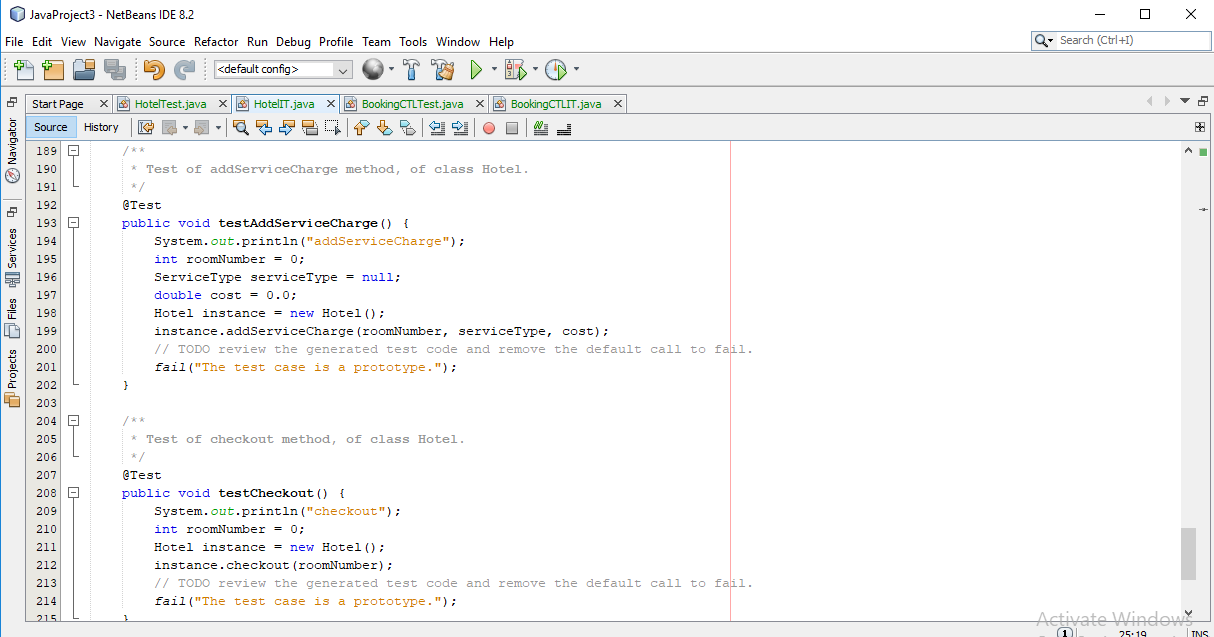 JavaProject3 - NetBeans IDE 8.2
File Edit View Navigate Source Refactor Run Debug Profile Team Tools Window Help
Search (Ctrl+I)
<default config>
Start Page HotelTest.java HotelIT.java BookingCTLTest.java BookingCTLIT.java
Source History
Navigator
Services
Files
Projects
189 /**
190 * Test of addServiceCharge method, of class Hotel.
191 */
192 @Test
193 public void testAddServiceCharge() {
194 System.out.println("addServiceCharge");
195 int roomNumber = 0;
196 ServiceType serviceType = null;
197 double cost = 0.0;
198 Hotel instance = new Hotel();
199 instance.addServiceCharge(roomNumber, serviceType, cost);
200 // TODO review the generated test code and remove the default call to fail.
201 fail("The test case is a prototype.");
202 }
203
204 /**
205 * Test of checkout method, of class Hotel.
206 */
207 @Test
208 public void testCheckout() {
209 System.out.println("checkout");
210 int roomNumber = 0;
211 Hotel instance = new Hotel();
212 instance.checkout(roomNumber);
213 // TODO review the generated test code and remove the default call to fail.
214 fail("The test case is a prototype.");
215 }
Activate Windows
1 25:19 INS